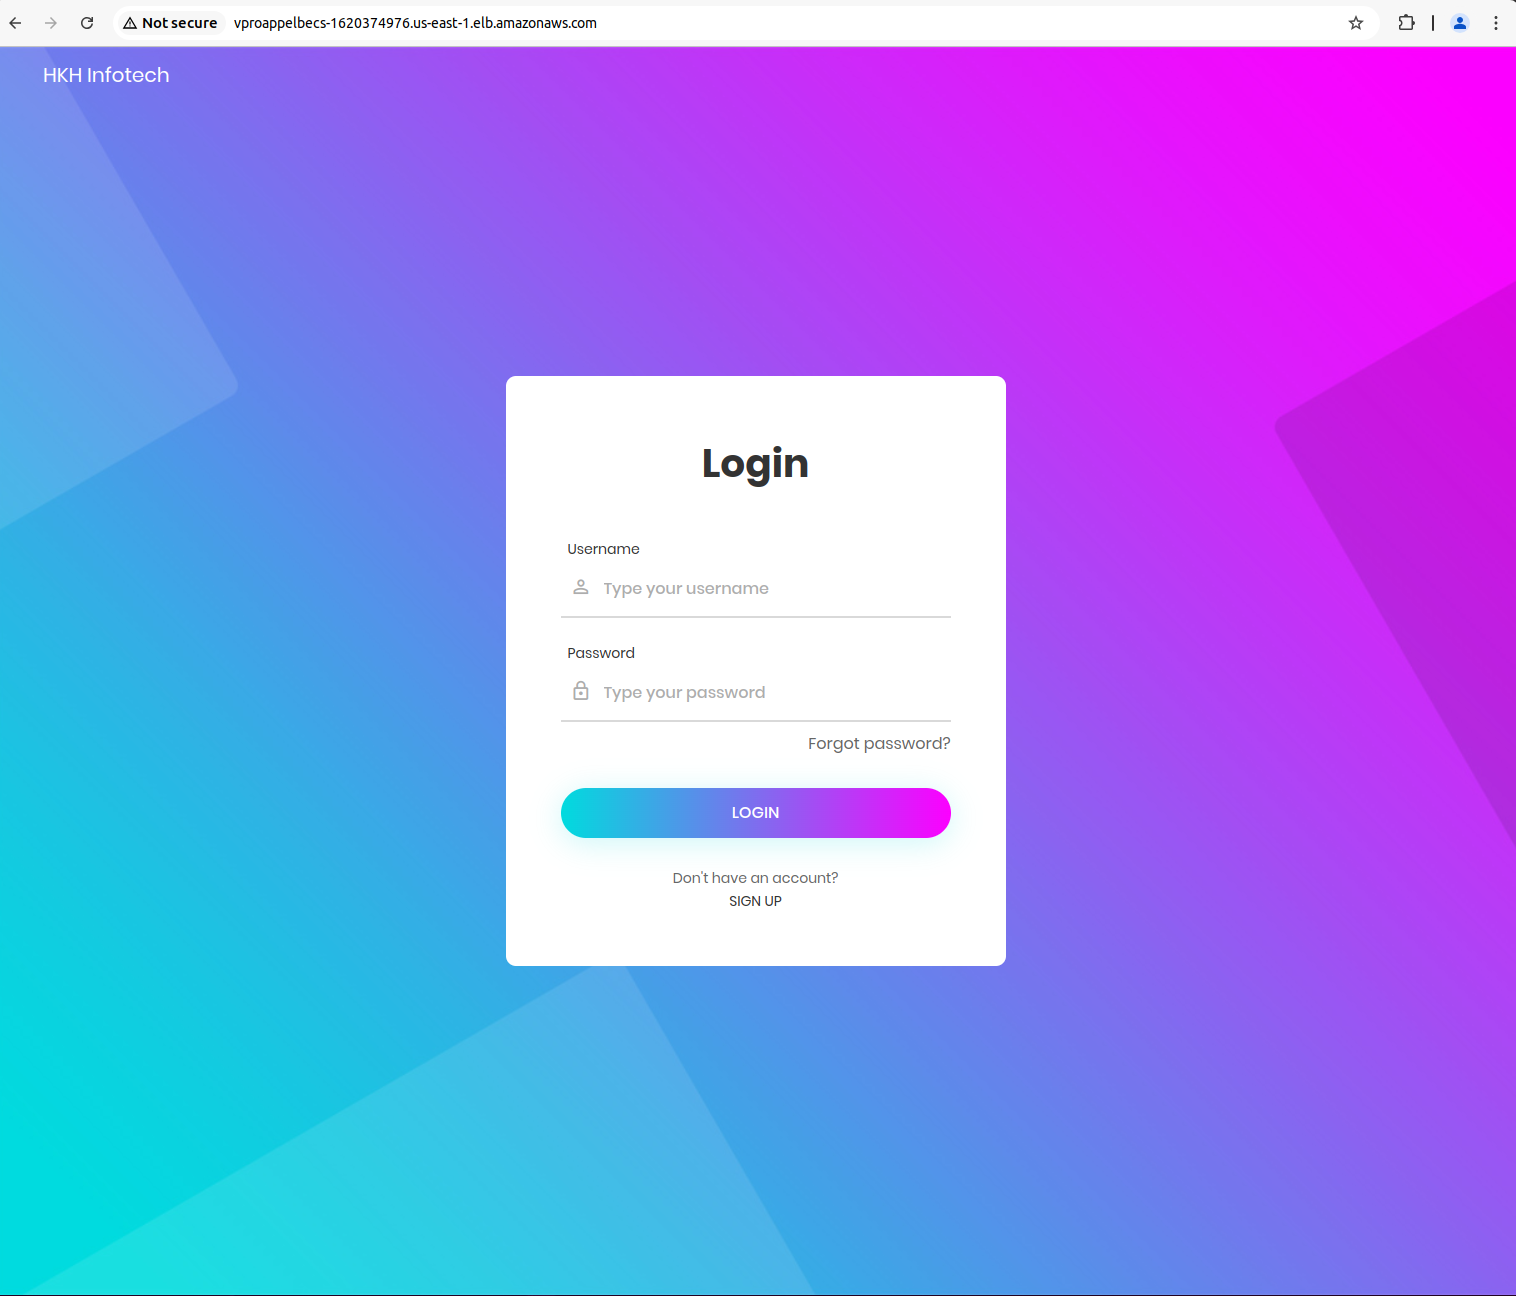 Not secure vproappelbecs-1620374976.us-east-1.elb.amazonaws.com
HKH Infotech
Login
Username
Type your username
Password
Type your password
Forgot password?
LOGIN
Don't have an account?
SIGN UP